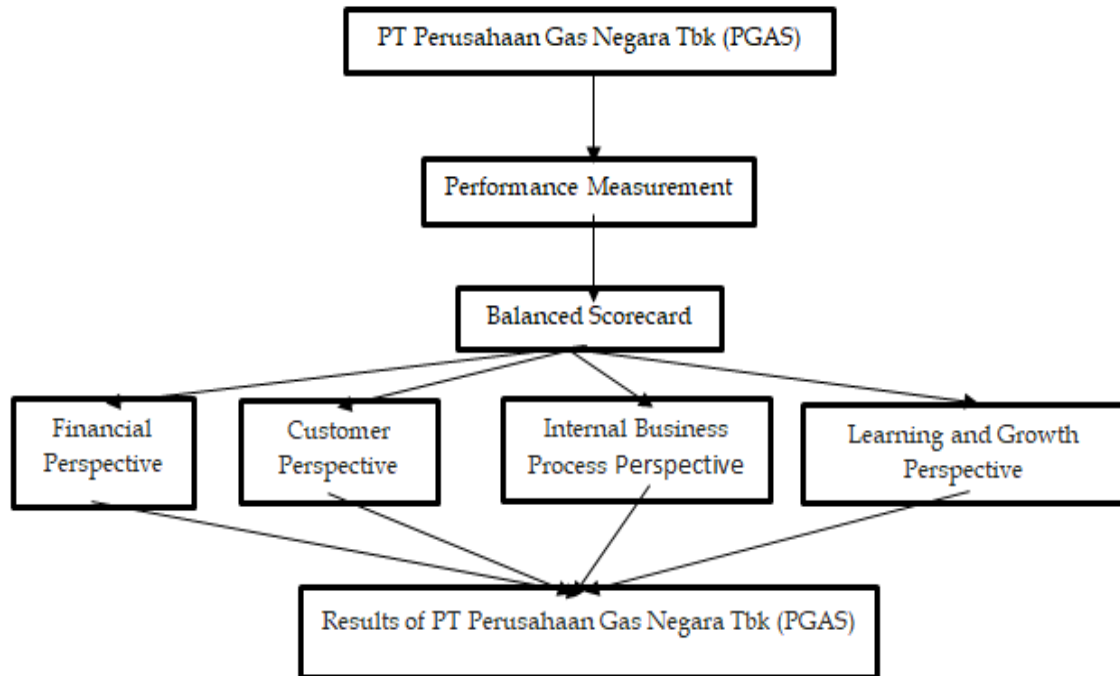 PT Perusahaan Gas Negara Tbk (PGAS)
Performance Measurement
Balanced Scorecard
Financial
Perspective
Customer
Perspective
Internal Business
Process Perspective
Learning and Growth
Perspective
Results of PT Perusahaan Gas Negara Tbk (PGAS)